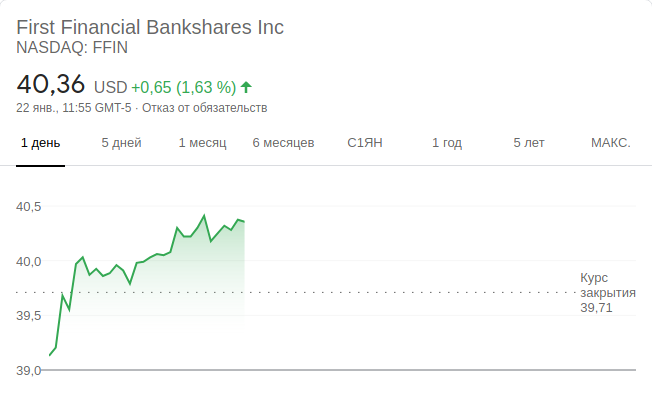 First Financial Bankshares Inc
NASDAQ: FFIN
40,36 USD +0,65 (1,63 %)
22 янв., 11:55 GMT-5 · Отказ от обязательств
1 день 5 дней 1 месяц 6 месяцев С1ЯН 1 год 5 лет МАКС.
40,5
40,0
39,5
39,0
Курс
закрытия
39,71